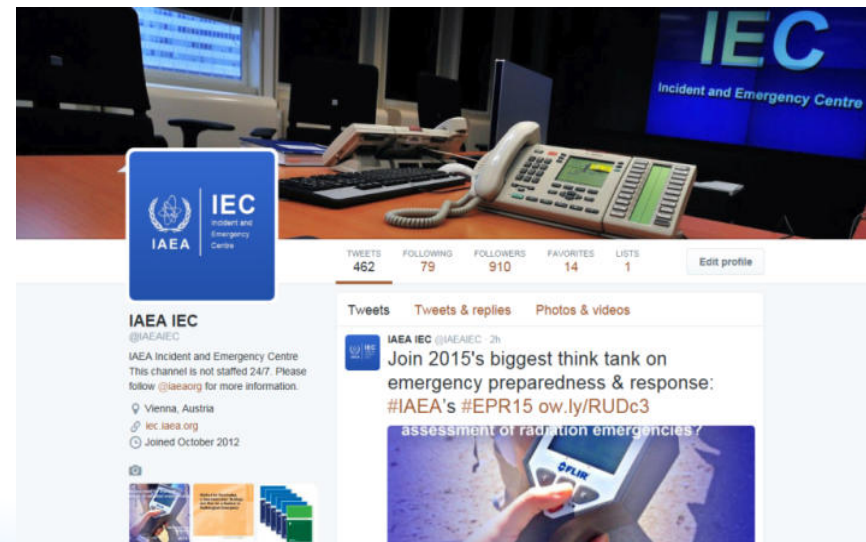 IEC
Incident and Emergency Centre
IAEA
IEC
Incident and
Emergency
Centre
TWEETS FOLLOWING FOLLOWERS FAVORITES LISTS
462 79 910 14 1
Edit profile
IAEA IEC
@IAEAIEC
IAEA Incident and Emergency Centre
This channel is not staffed 24/7. Please
follow @iaeaorg for more information.
Vienna, Austria
iec.iaea.org
Joined October 2012
Tweets Tweets & replies Photos & videos
IAEA IEC @IAEAIEC · 2h
Join 2015's biggest think tank on
emergency preparedness & response:
#IAEA's #EPR15 ow.ly/RUDc3
assessment of radiation emergencies?
FLIR